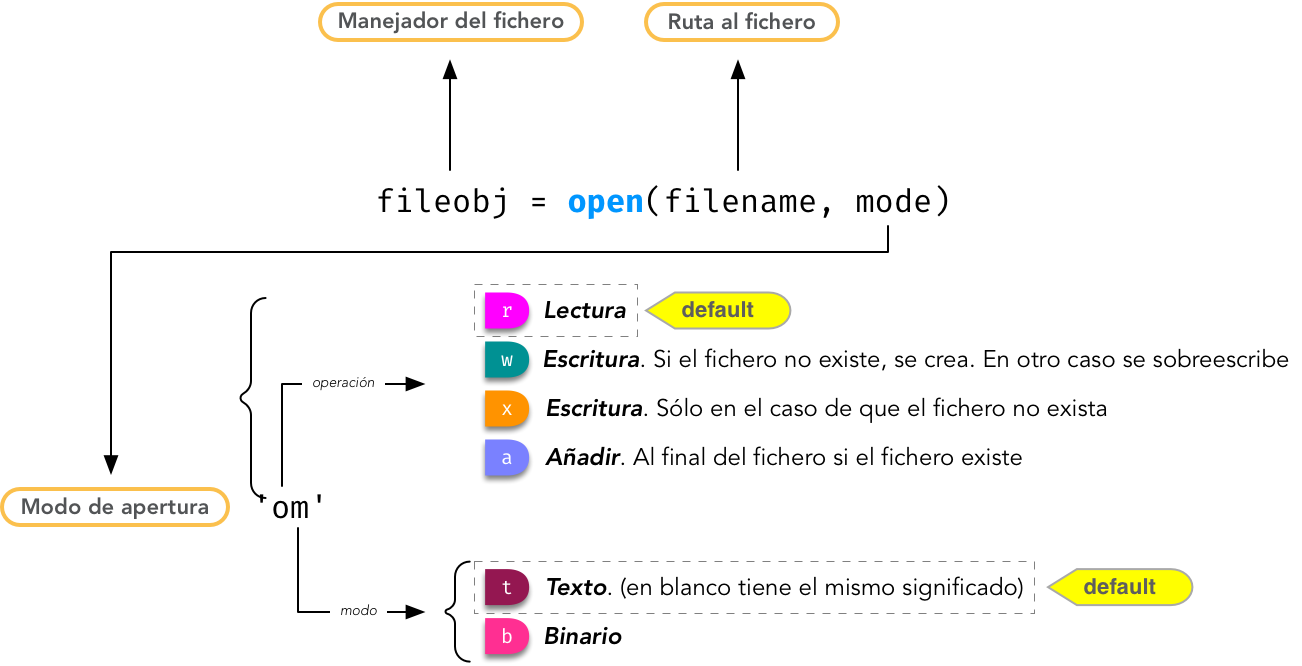 Manejador del fichero
Ruta al fichero
fileobj = open(filename, mode)
r Lectura
default
w Escritura. Si el fichero no existe, se crea. En otro caso se sobreescribe
operación
x Escritura. Sólo en el caso de que el fichero no exista
a Añadir. Al final del fichero si el fichero existe
Modo de apertura
'om'
t Texto. (en blanco tiene el mismo significado)
default
modo
b Binario